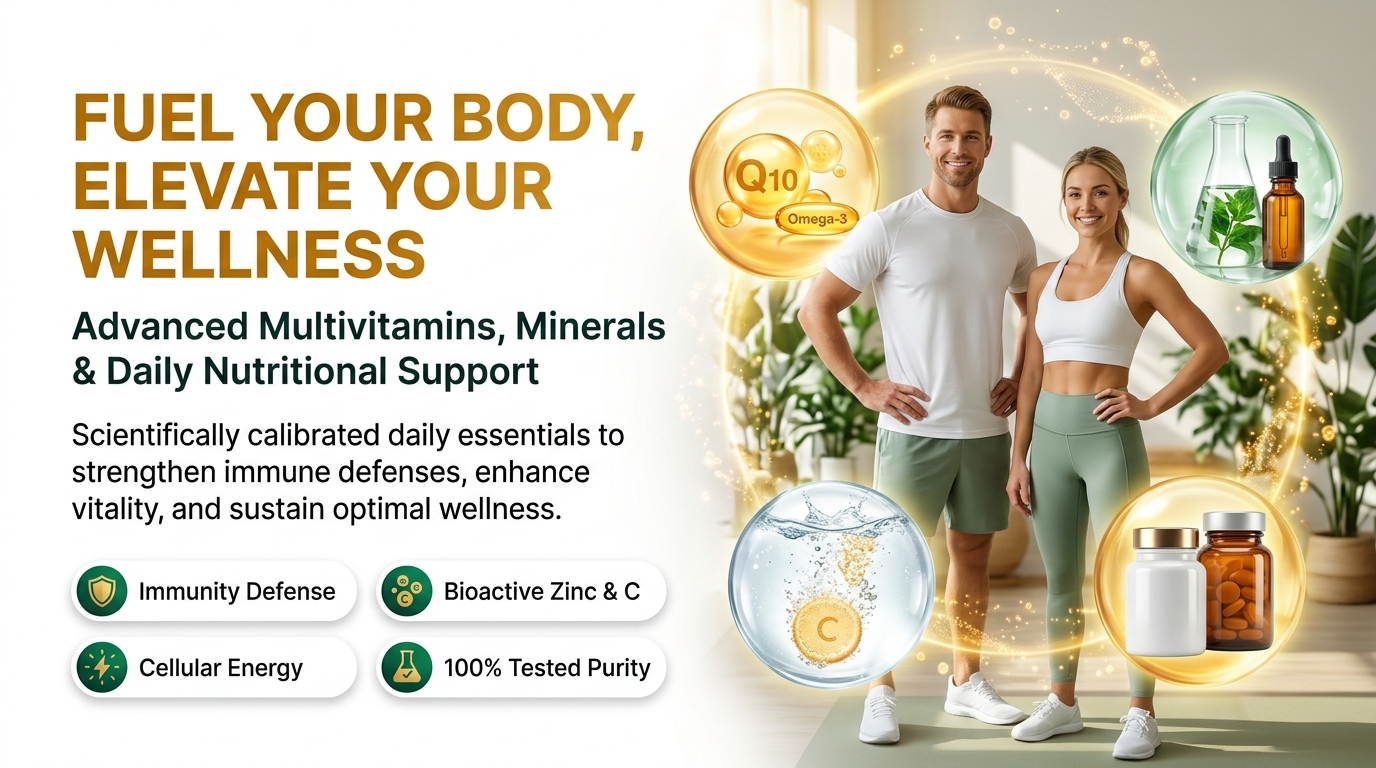 FUEL YOUR BODY,
ELEVATE YOUR
WELLNESS
Advanced Multivitamins, Minerals
& Daily Nutritional Support
Scientifically calibrated daily essentials to
strengthen immune defenses, enhance
vitality, and sustain optimal wellness.
Immunity Defense
Bioactive Zinc & C
Cellular Energy
100% Tested Purity
Q10
Omega-3
C
C